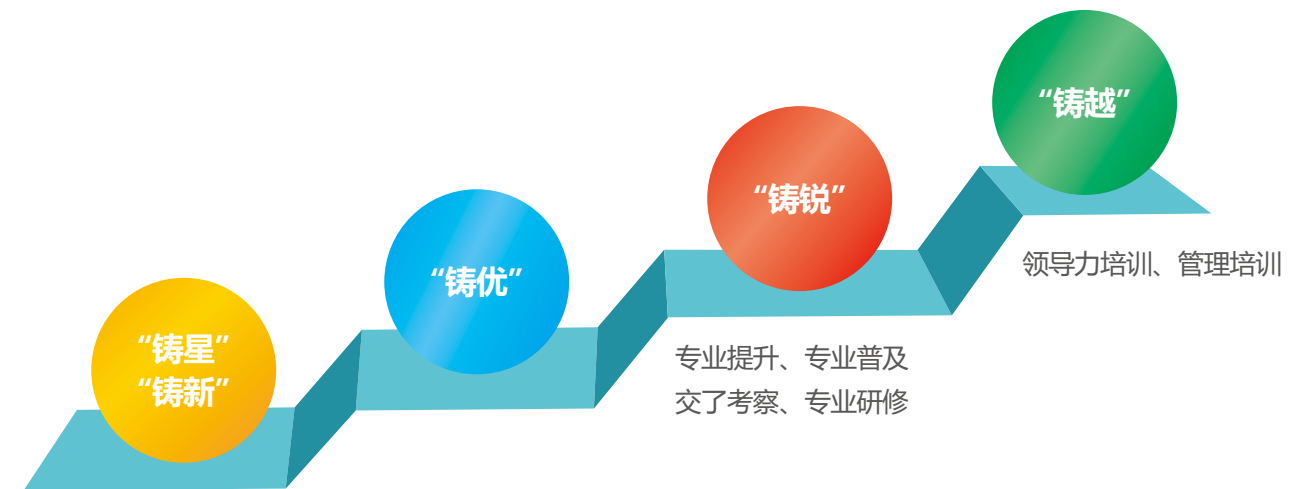 “铸越”
“铸锐”
领导力培训、管理培训
“铸优”
“铸星”
“铸新”
专业提升、专业普及
交了考察、专业研修